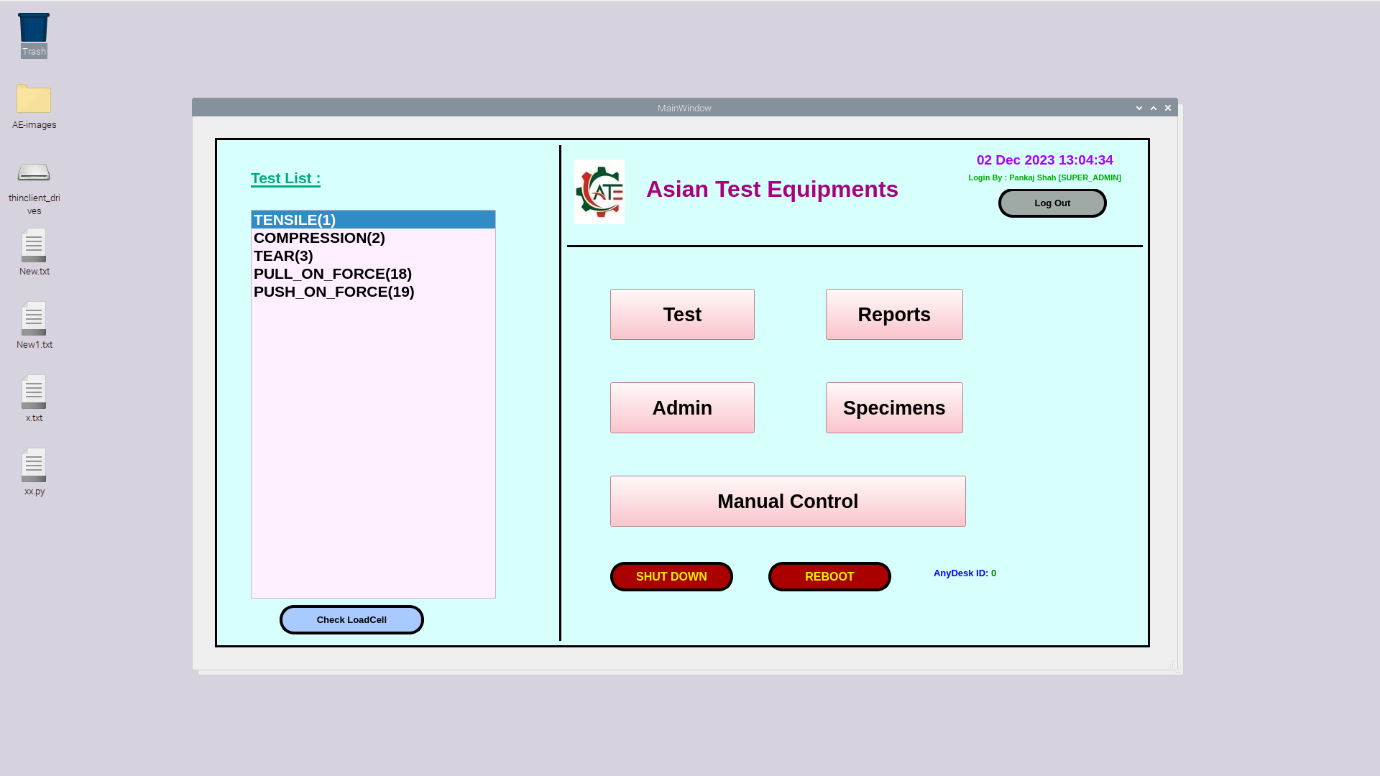 Trash
AE-images
thinclient_dri
ves
New.txt
New1.txt
x.txt
xx.py
MainWindow
Test List :
TENSILE(1)
COMPRESSION(2)
TEAR(3)
PULL_ON_FORCE(18)
PUSH_ON_FORCE(19)
Check LoadCell
ATE
Asian Test Equipments
02 Dec 2023 13:04:34
Login By : Pankaj Shah [SUPER_ADMIN]
Log Out
Test
Reports
Admin
Specimens
Manual Control
SHUT DOWN
REBOOT
AnyDesk ID: 0